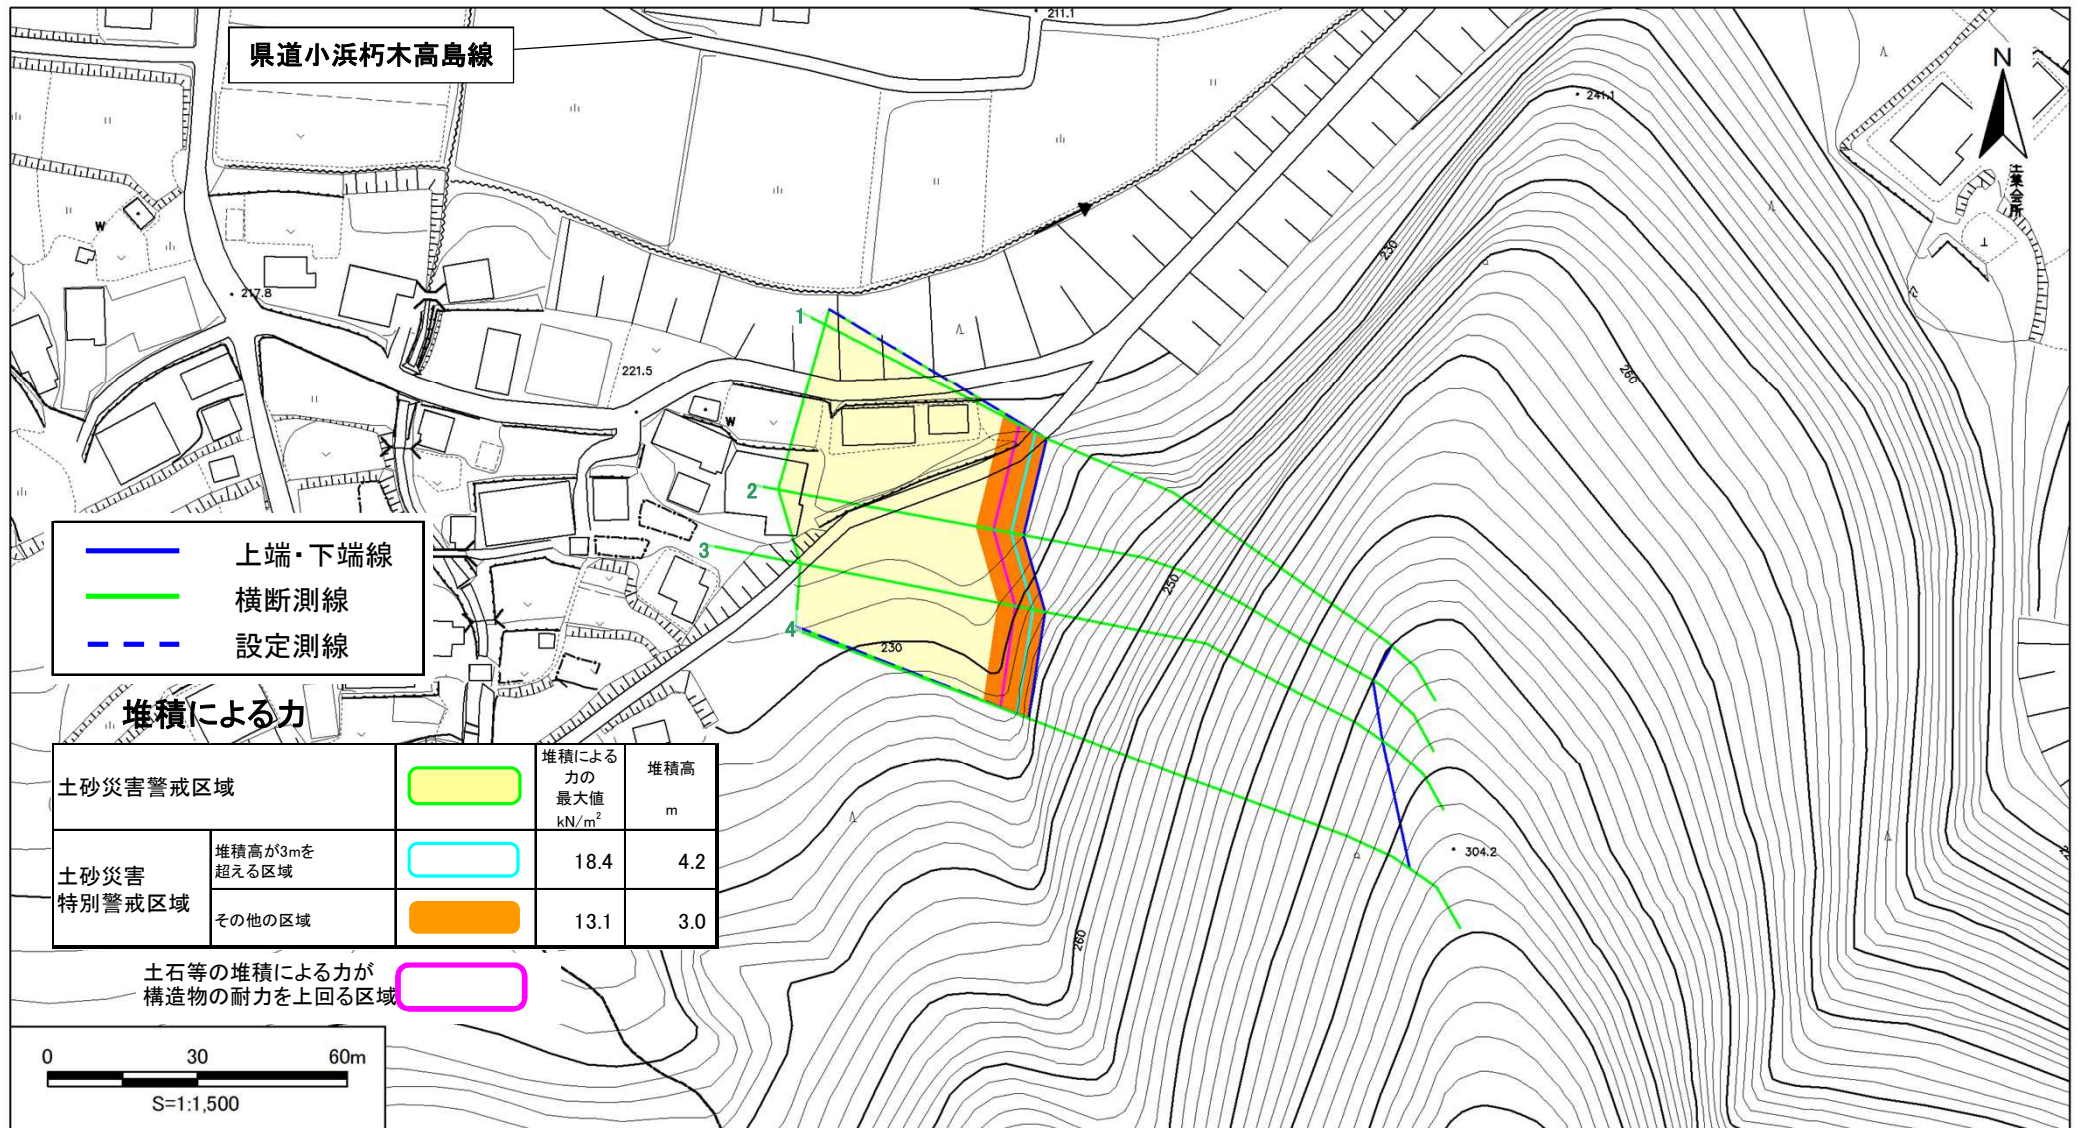 211.1
県道小浜朽木高島線
N
241.1
生葉会所
W
217.8
230
1
221.5
260
W
2
3
250
4
230
上端・下端線
横断測線
設定測線
堆積による力
土砂災害警戒区域
堆積による
力の
最大値
kN/m²
堆積高
m
土砂災害
特別警戒区域
堆積高が3mを
超える区域
18.4
4.2
その他の区域
13.1
3.0
304.2
260
土石等の堆積による力が
構造物の耐力を上回る区域
0 30 60m
S=1:1,500